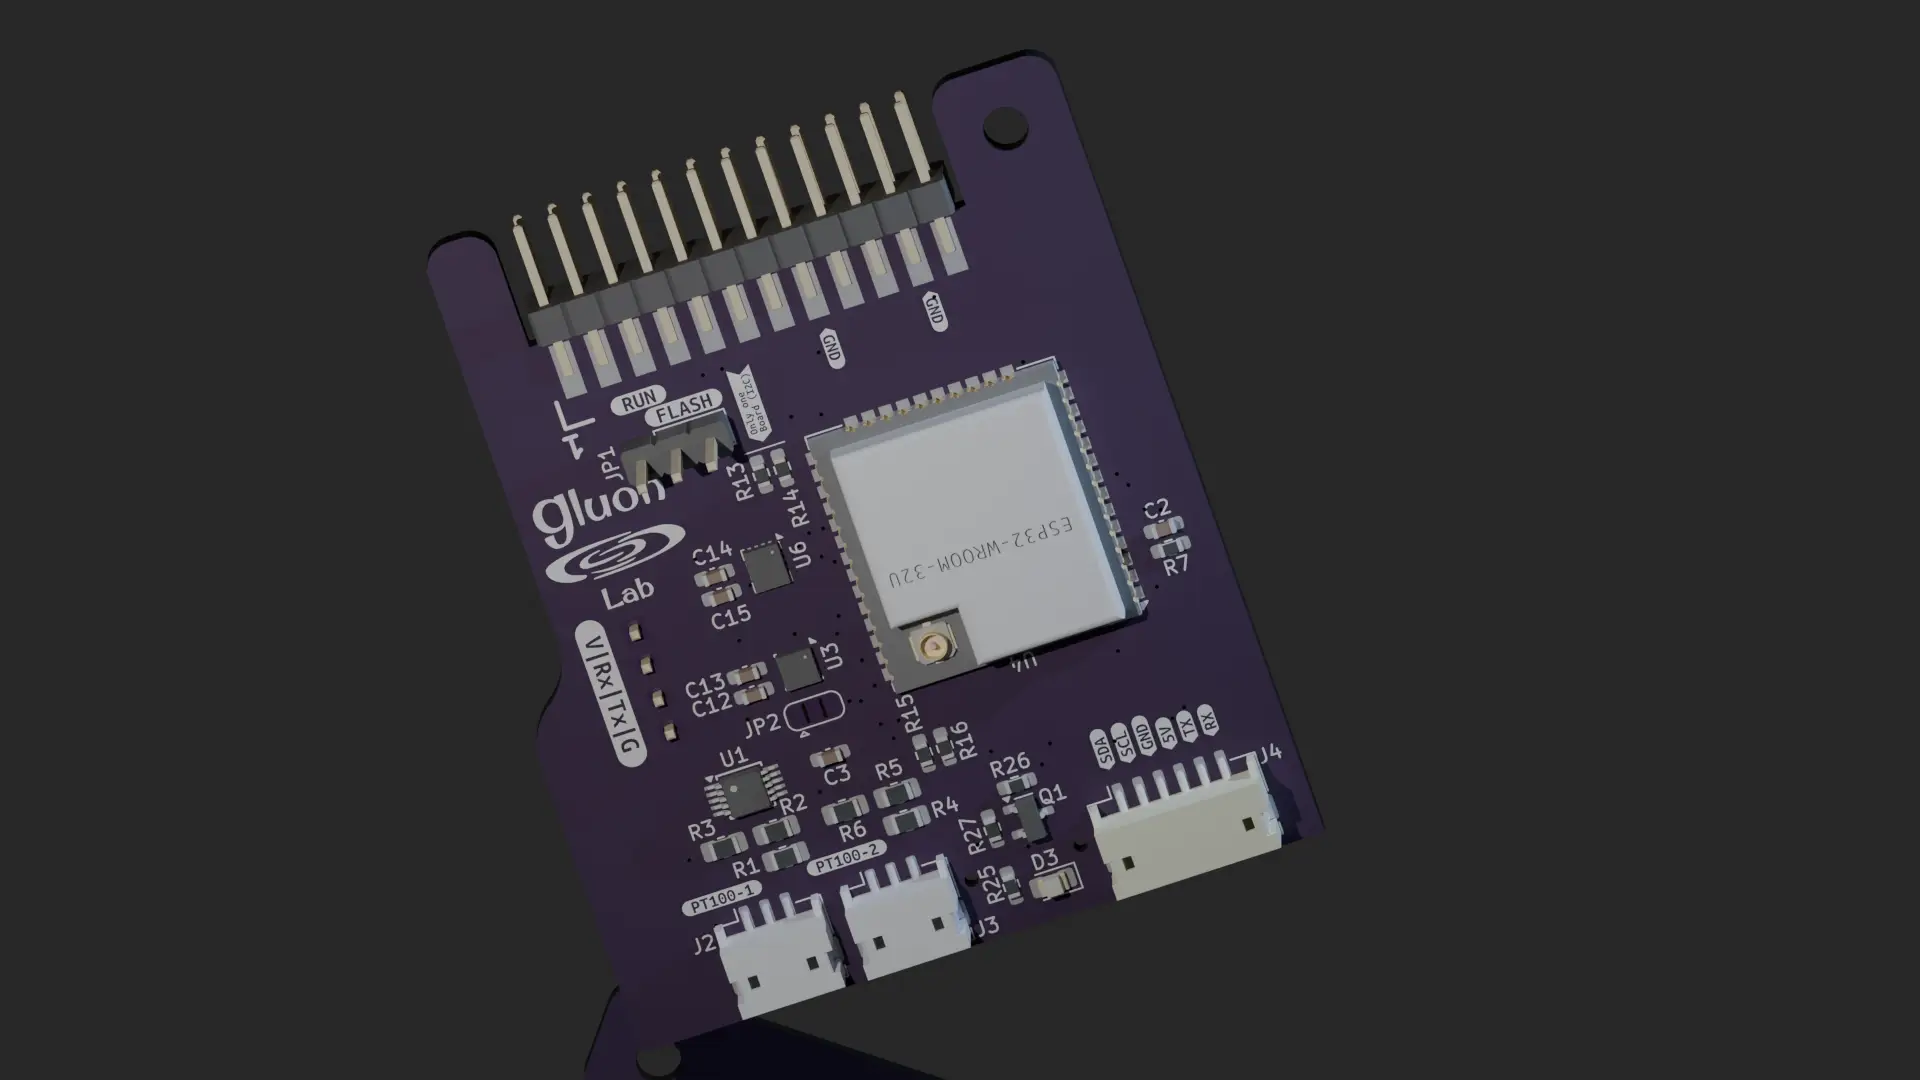 GND
GND
RUN
FLASH
Only one
Board (I2C)
1
JP1
R13
R14
gluon
Lab
C14
U6
C15
ESP32-WROOM-32U
C2
R7
V|Rx|Tx|G
U3
U4
C13
C12
JP2
R15
R16
SDA
SCL
GND
5V
TX
RX
J4
U1
C3
R5
R26
Q1
R2
R4
R3
R6
R27
R1
PT100-2
D3
R25
PT100-1
J2
J3